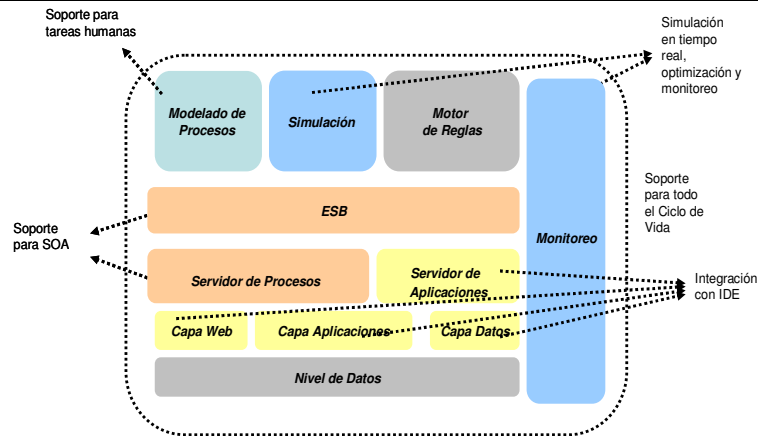 Soporte para
tareas humanas
Simulación
en tiempo
real,
optimización y
monitoreo
Modelado de
Procesos
Simulación
Motor
de Reglas
Soporte
para todo
el Ciclo de
Vida
ESB
Soporte
para SOA
Monitoreo
Servidor de Procesos
Servidor de
Aplicaciones
Integración
con IDE
Capa Web
Capa Aplicaciones
Capa Datos
Nivel de Datos